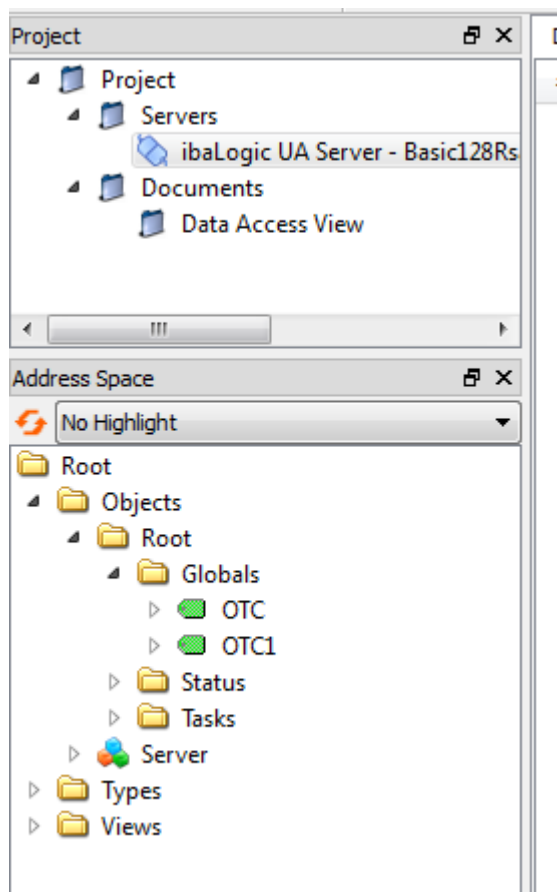 Project
Project
Servers
ibaLogic UA Server - Basic128Rs
Documents
Data Access View
Address Space
No Highlight
Root
Objects
Root
Globals
OTC
OTC1
Status
Tasks
Server
Types
Views